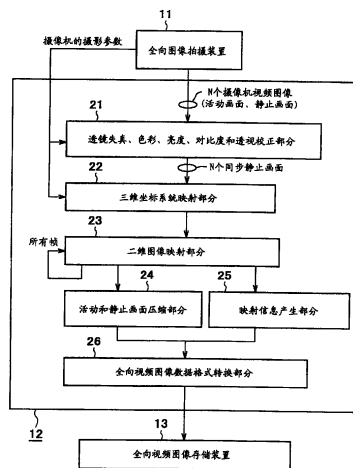 11
摄像机的摄影参数
全向图像拍摄装置
N个摄像机视频图像
(活动画面、静止画面)
21
透镜失真、色彩、亮度、对比度和透视校正部分
22
N个同步静止画面
三维坐标系统映射部分
23
所有帧
二维图像映射部分
24
25
活动和静止画面压缩部分
映射信息产生部分
26
全向视频图像数据格式转换部分
12
13
全向视频图像存储装置